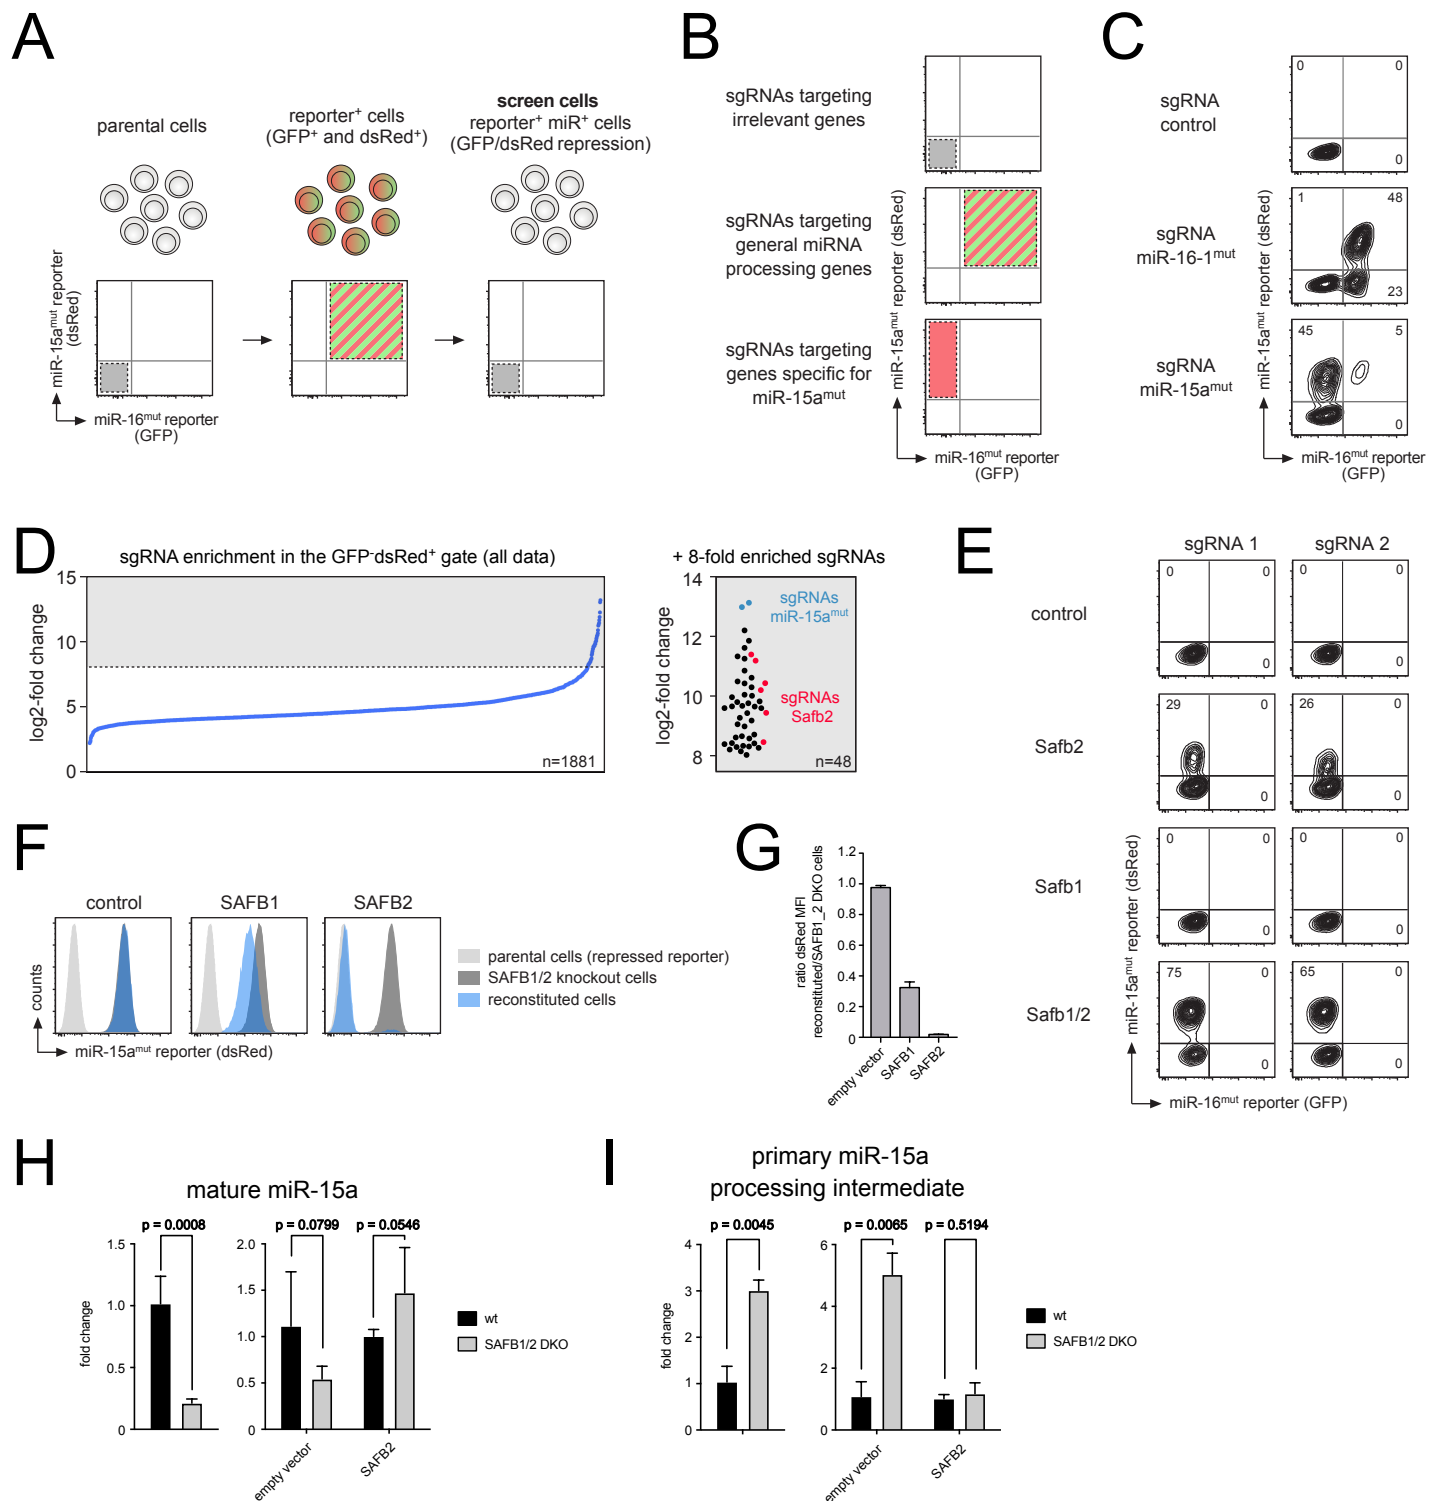 A
parental cells
reporter⁺ cells
(GFP⁺ and dsRed⁺)
screen cells
reporter⁺ miR⁺ cells
(GFP/dsRed repression)
miR-15aᵐᵘᵗ reporter
(dsRed)
miR-16ᵐᵘᵗ reporter
(GFP)
B
sgRNAs targeting
irrelevant genes
sgRNAs targeting
general miRNA
processing genes
sgRNAs targeting
genes specific for
miR-15aᵐᵘᵗ
miR-15aᵐᵘᵗ reporter (dsRed)
miR-16ᵐᵘᵗ reporter
(GFP)
C
sgRNA
control
0 0
0
sgRNA
miR-16-1ᵐᵘᵗ
1 48
23
sgRNA
miR-15aᵐᵘᵗ
45 5
0
miR-15aᵐᵘᵗ reporter (dsRed)
miR-16ᵐᵘᵗ reporter
(GFP)
D
sgRNA enrichment in the GFP⁻dsRed⁺ gate (all data)
log2-fold change
15
10
5
0
n=1881
+ 8-fold enriched sgRNAs
log2-fold change
14
12
10
8
sgRNAs
miR-15aᵐᵘᵗ
sgRNAs
Safb2
n=48
E
sgRNA 1 sgRNA 2
control
0 0 0 0
0 0
Safb2
29 0 26 0
0 0
Safb1
0 0 0 0
0 0
Safb1/2
75 0 65 0
0 0
miR-15aᵐᵘᵗ reporter (dsRed)
miR-16ᵐᵘᵗ reporter (GFP)
F
control SAFB1 SAFB2
counts
miR-15aᵐᵘᵗ reporter (dsRed)
parental cells (repressed reporter)
SAFB1/2 knockout cells
reconstituted cells
G
ratio dsRed MFI
reconstituted/SAFB1_2 DKO cells
1.2
1.0
0.8
0.6
0.4
0.2
0
empty vector
SAFB1
SAFB2
H
mature miR-15a
p = 0.0008 p = 0.0799 p = 0.0546
fold change
1.5
1.0
0.5
0
2.0
1.5
1.0
0.5
0
empty vector
SAFB2
wt
SAFB1/2 DKO
I
primary miR-15a
processing intermediate
p = 0.0045 p = 0.0065 p = 0.5194
fold change
4
3
2
1
0
6
4
2
0
empty vector
SAFB2
wt
SAFB1/2 DKO